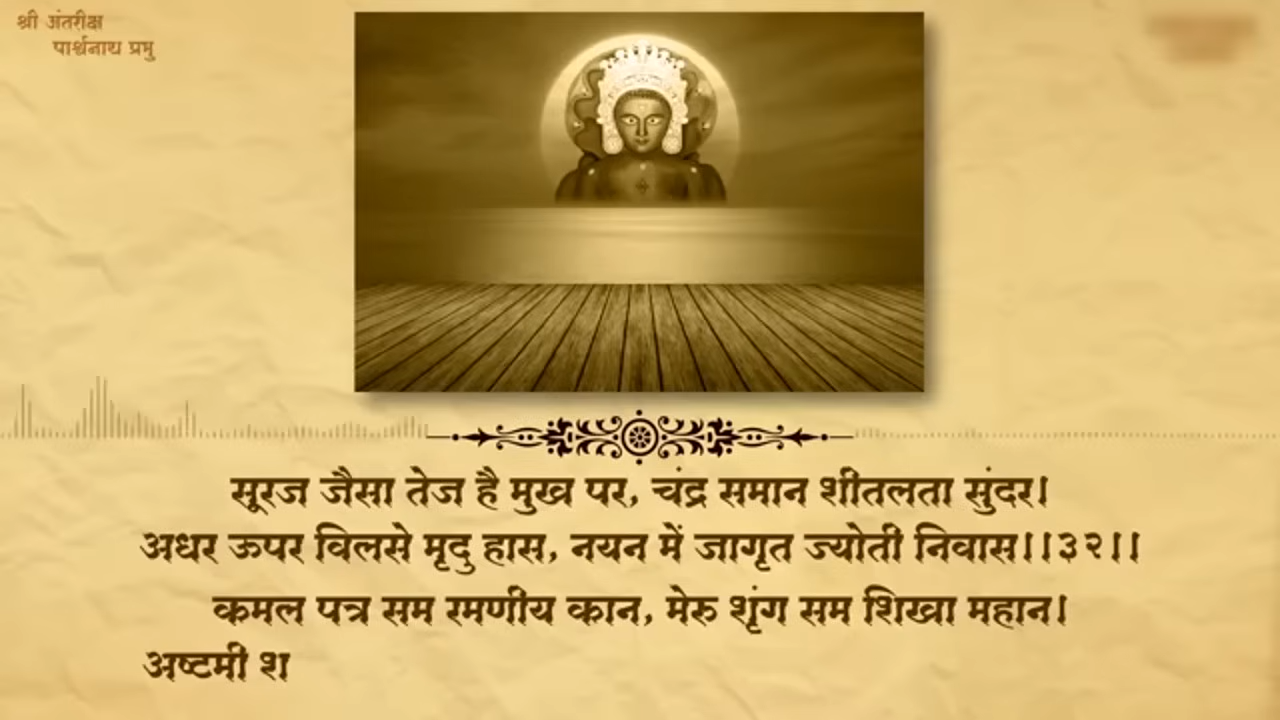 श्री अंतरीक्ष
पार्श्वनाथ प्रभु
सूरज जैसा तेज है मुख पर, चंद्र समान शीतलता सुंदर।
अधर ऊपर विलसे मृदु हास, नयन में जागृत ज्योती निवास।।३२।।
कमल पत्र सम रमणीय कान, मेरु शृंग सम शिखा महान।
अष्टमी श